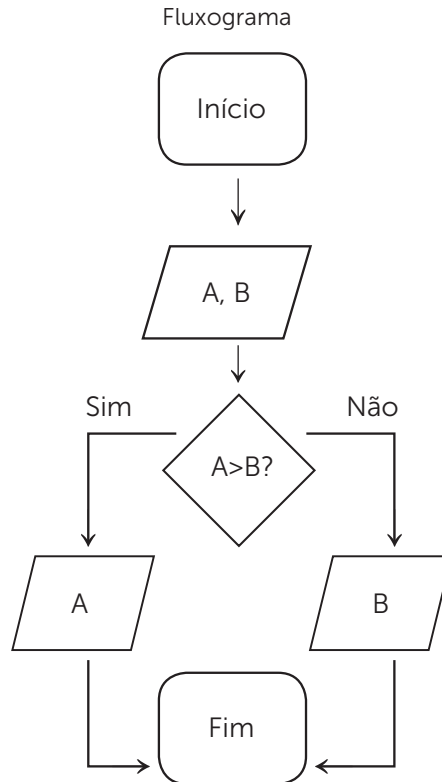 Fluxograma
Início
A, B
Sim
Não
A>B?
A
B
Fim